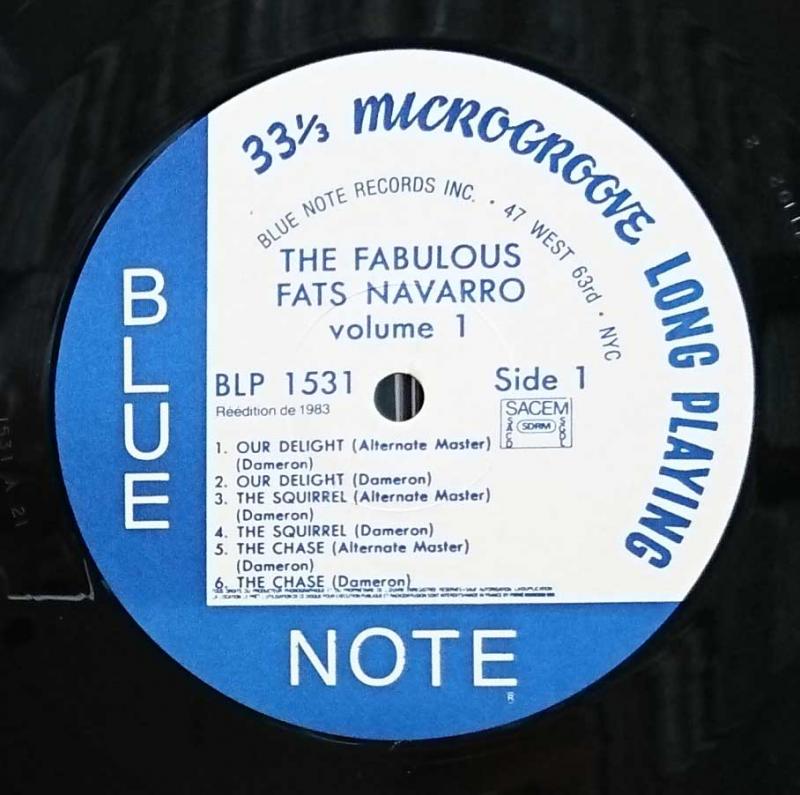 33⅓ MICROGROOVE LONG PLAYING
BLUE NOTE RECORDS INC. · 47 WEST 63rd · NYC
THE FABULOUS
FATS NAVARRO
volume 1
BLP 1531
Side 1
Réédition de 1983
SACEM
SDRM
SACD
SGDL
1. OUR DELIGHT (Alternate Master)
(Dameron)
2. OUR DELIGHT (Dameron)
3. THE SQUIRREL (Alternate Master)
(Dameron)
4. THE SQUIRREL (Dameron)
5. THE CHASE (Alternate Master)
(Dameron)
6. THE CHASE (Dameron)
BLUE
NOTE
®